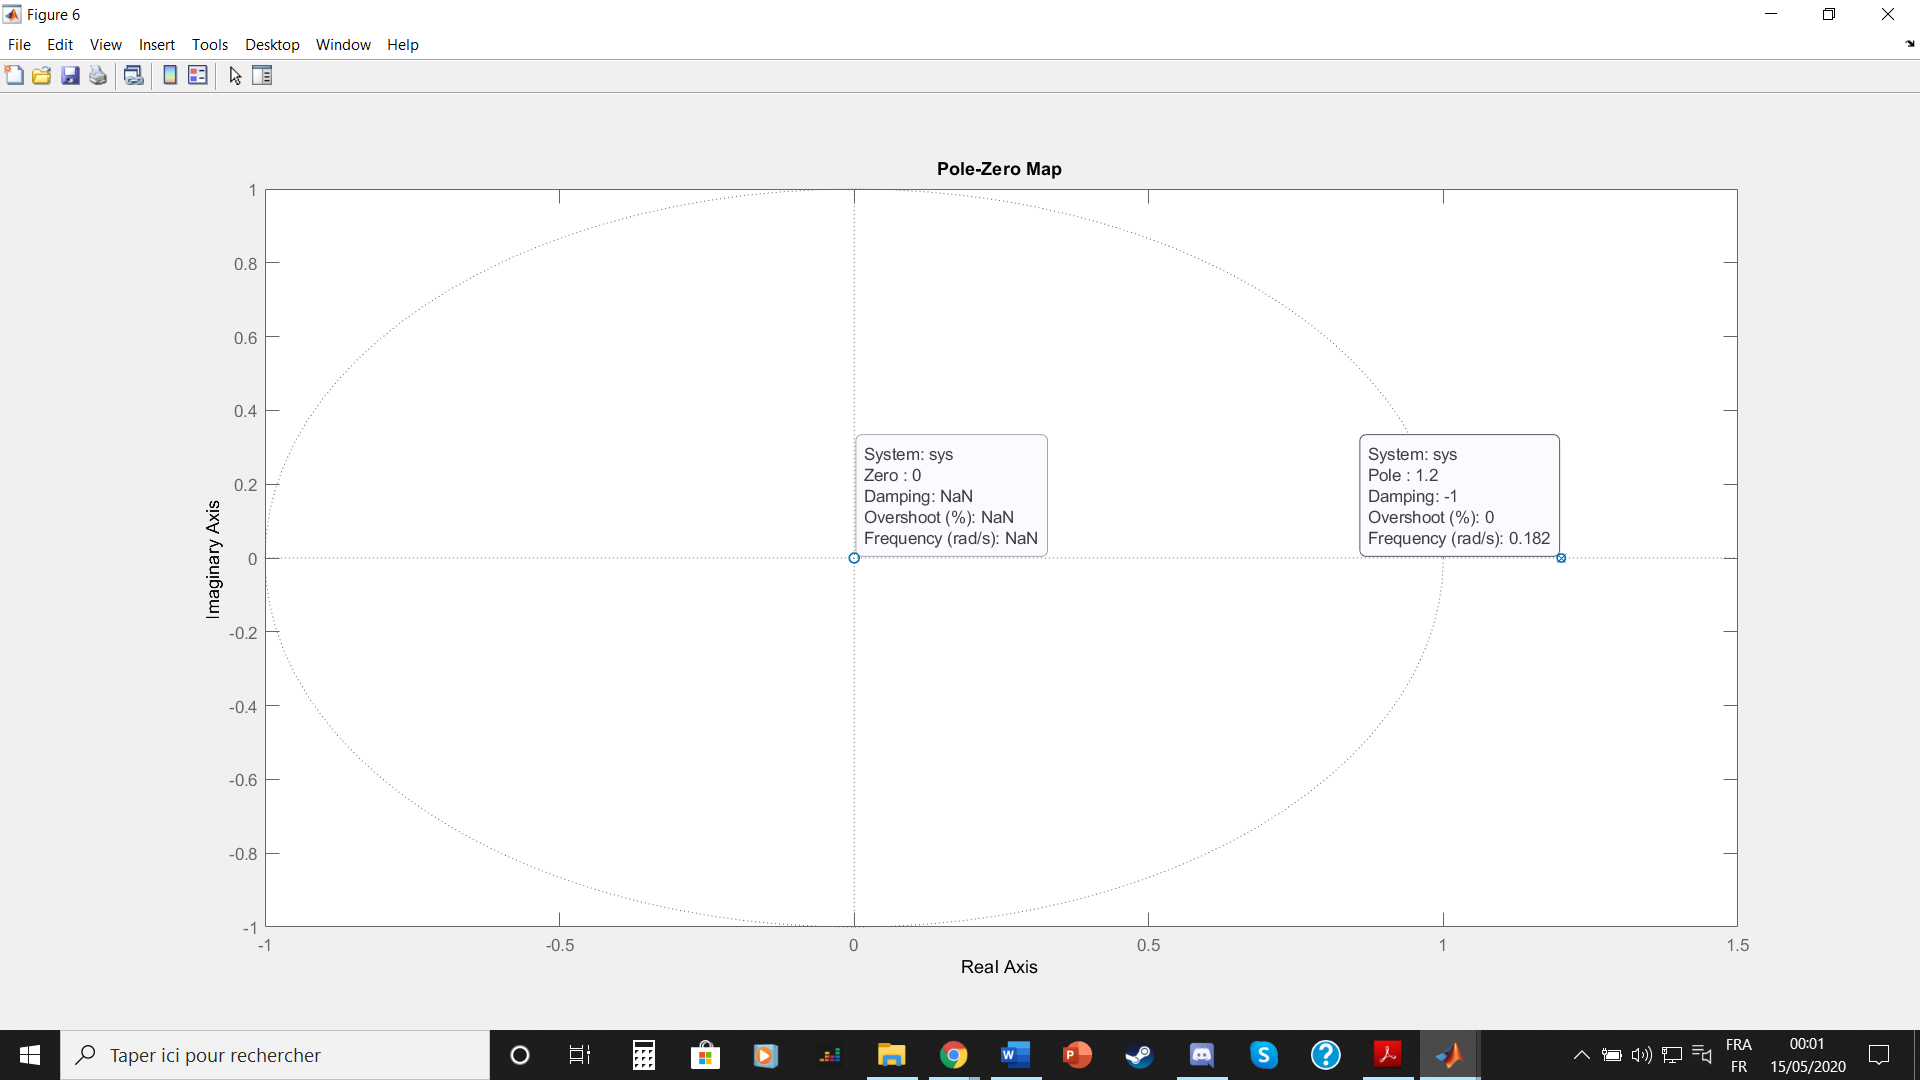 Figure 6
File Edit View Insert Tools Desktop Window Help
Pole-Zero Map
1
0.8
0.6
0.4
0.2
0
-0.2
-0.4
-0.6
-0.8
-1
Imaginary Axis
System: sys
Zero : 0
Damping: NaN
Overshoot (%): NaN
Frequency (rad/s): NaN
System: sys
Pole : 1.2
Damping: -1
Overshoot (%): 0
Frequency (rad/s): 0.182
-1 -0.5 0 0.5 1 1.5
Real Axis
Taper ici pour rechercher
W
P
S
?
FRA
FR
00:01
15/05/2020